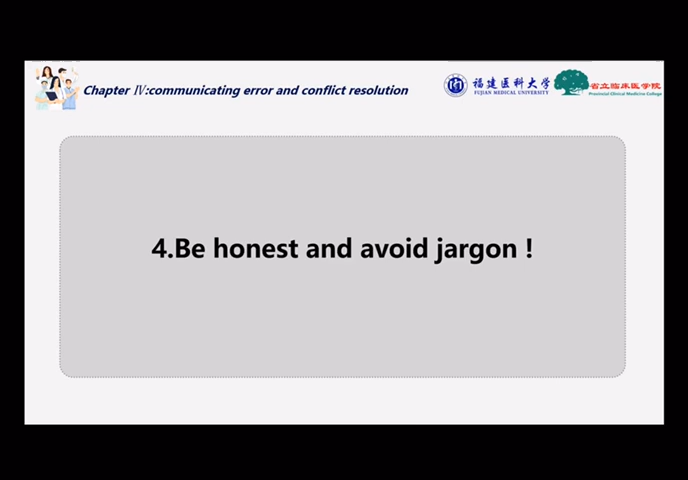 Chapter Ⅳ:communicating error and conflict resolution
福建医科大学
FUJIAN MEDICAL UNIVERSITY
省立临床医学院
Provincial Clinical Medicine College
4.Be honest and avoid jargon !